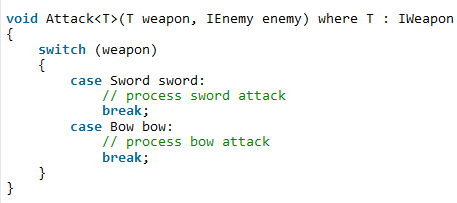 void Attack<T>(T weapon, IEnemy enemy) where T : IWeapon
{
    switch (weapon)
    {
        case Sword sword:
            // process sword attack
            break;
        case Bow bow:
            // process bow attack
            break;
    }
}